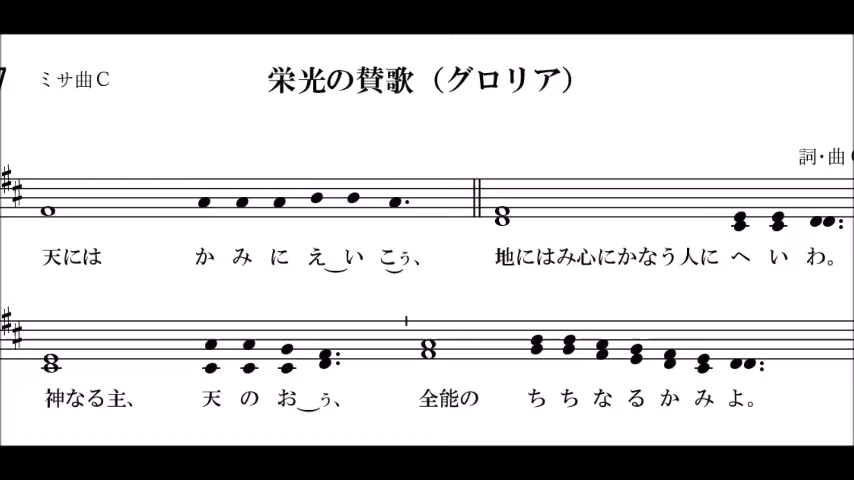 7 ミサ曲C 栄光の賛歌（グロリア）
詞・曲
天には か み に え い こう、 地にはみ心にかなう人に へ い わ。
神なる主、 天 の お う、 全能の ち ち な る か み よ。